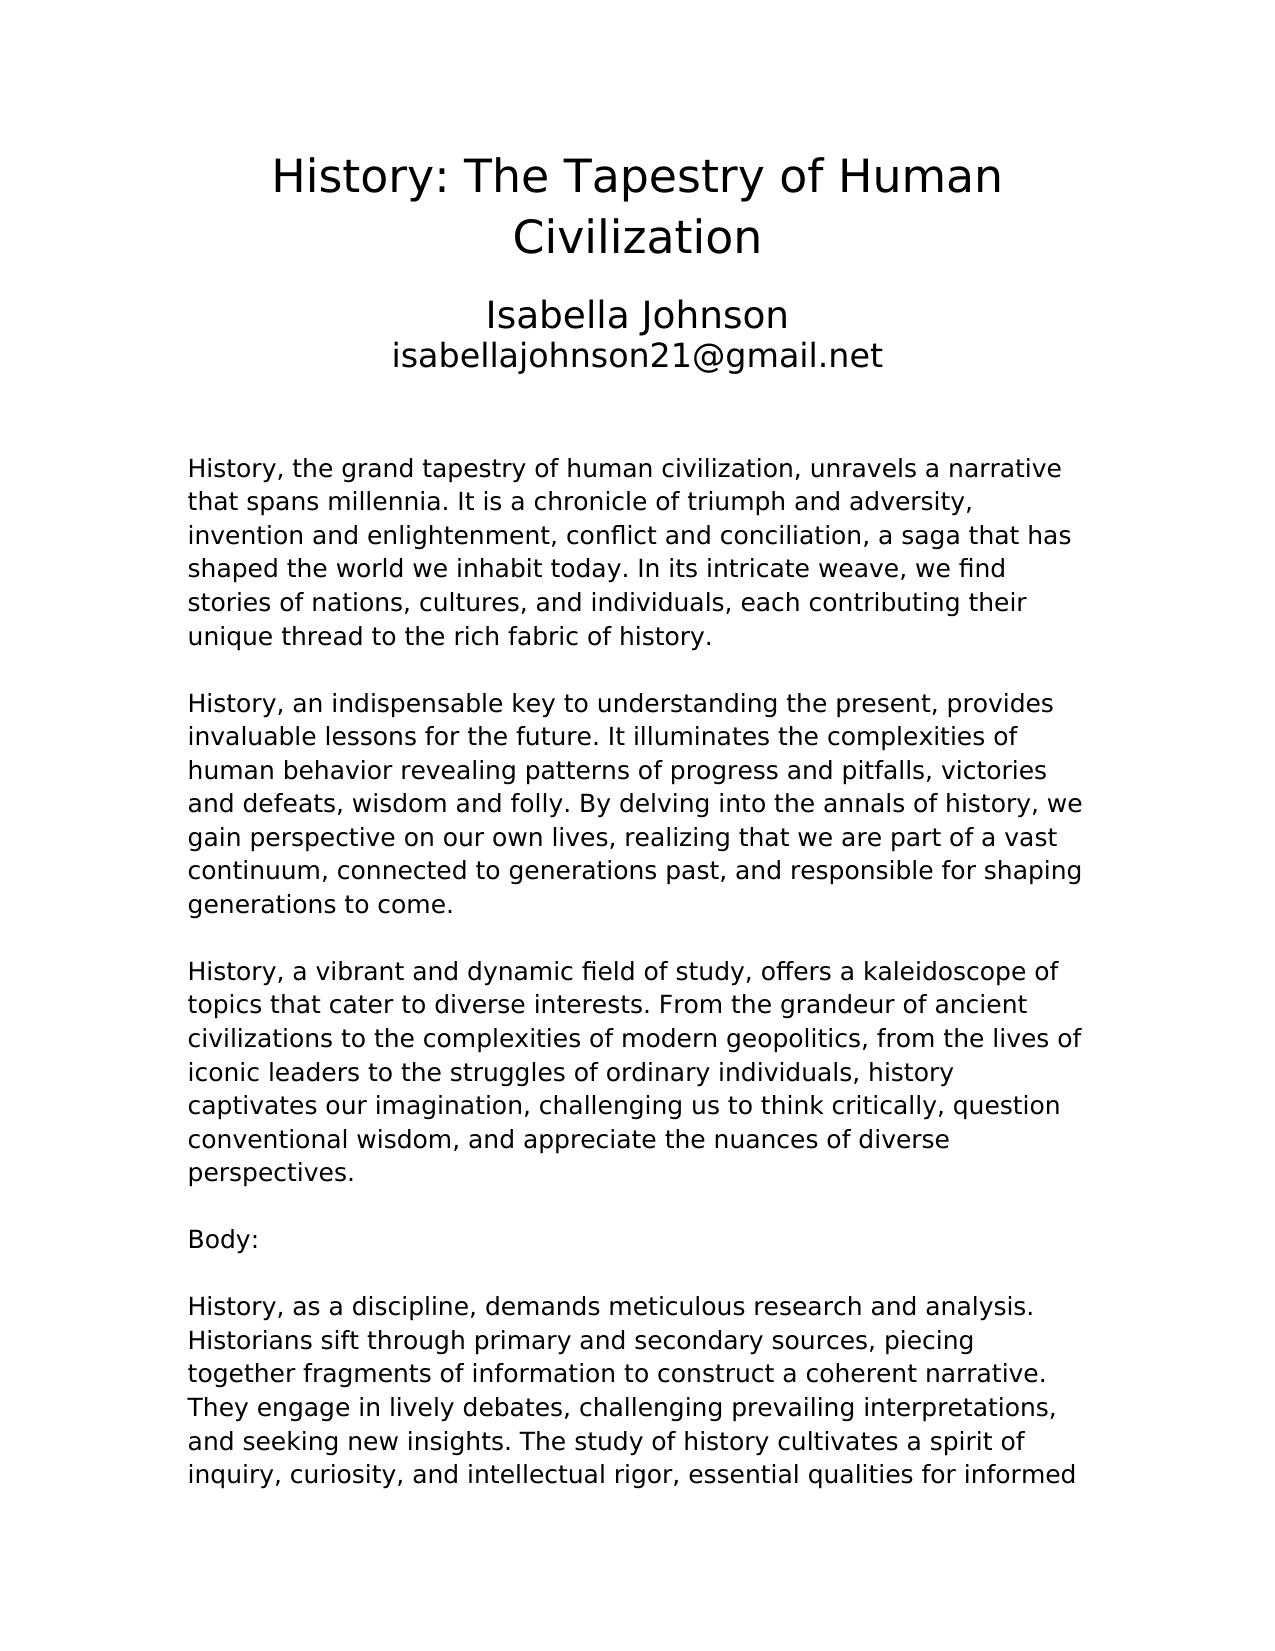 History: The Tapestry of Human
Civilization
Isabella Johnson
isabellajohnson21@gmail.net
History, the grand tapestry of human civilization, unravels a narrative
that spans millennia. It is a chronicle of triumph and adversity,
invention and enlightenment, conflict and conciliation, a saga that has
shaped the world we inhabit today. In its intricate weave, we find
stories of nations, cultures, and individuals, each contributing their
unique thread to the rich fabric of history.
History, an indispensable key to understanding the present, provides
invaluable lessons for the future. It illuminates the complexities of
human behavior revealing patterns of progress and pitfalls, victories
and defeats, wisdom and folly. By delving into the annals of history, we
gain perspective on our own lives, realizing that we are part of a vast
continuum, connected to generations past, and responsible for shaping
generations to come.
History, a vibrant and dynamic field of study, offers a kaleidoscope of
topics that cater to diverse interests. From the grandeur of ancient
civilizations to the complexities of modern geopolitics, from the lives of
iconic leaders to the struggles of ordinary individuals, history
captivates our imagination, challenging us to think critically, question
conventional wisdom, and appreciate the nuances of diverse
perspectives.
Body:
History, as a discipline, demands meticulous research and analysis.
Historians sift through primary and secondary sources, piecing
together fragments of information to construct a coherent narrative.
They engage in lively debates, challenging prevailing interpretations,
and seeking new insights. The study of history cultivates a spirit of
inquiry, curiosity, and intellectual rigor, essential qualities for informed